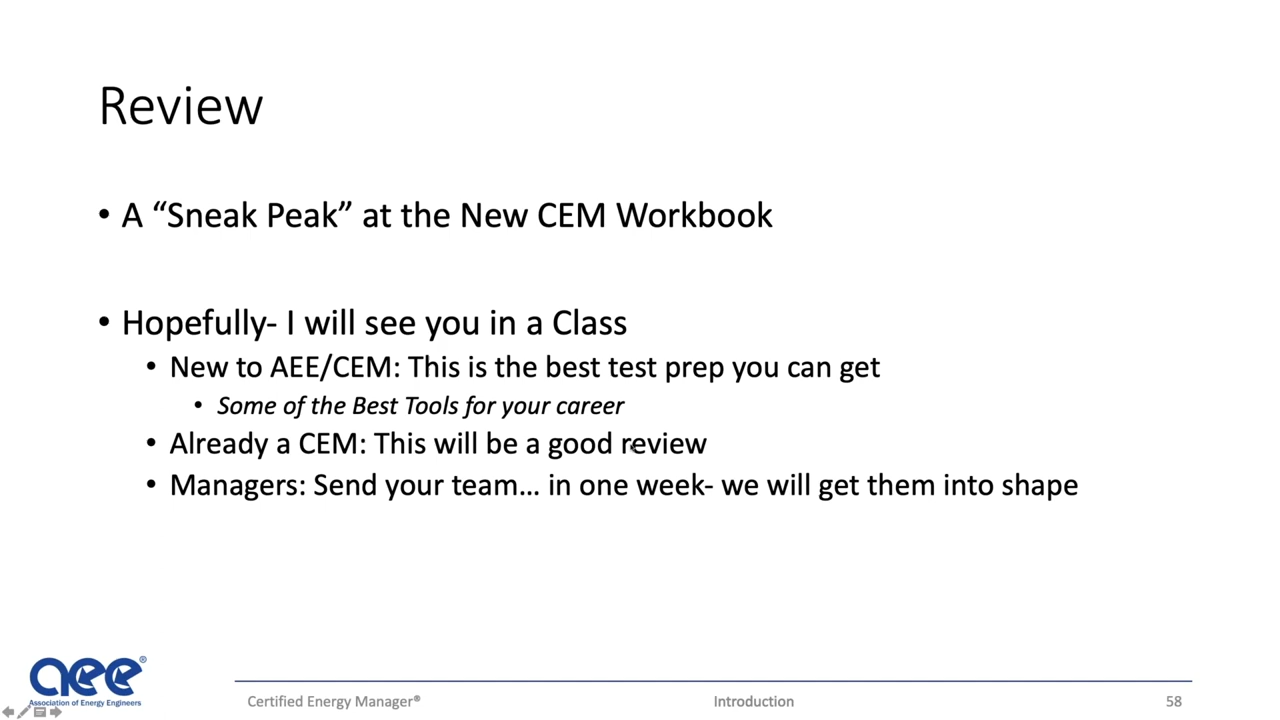 Review
• A “Sneak Peak” at the New CEM Workbook
• Hopefully- I will see you in a Class
• New to AEE/CEM: This is the best test prep you can get
• Some of the Best Tools for your career
• Already a CEM: This will be a good review
• Managers: Send your team... in one week- we will get them into shape
aee®
Association of Energy Engineers
Certified Energy Manager®
Introduction
58